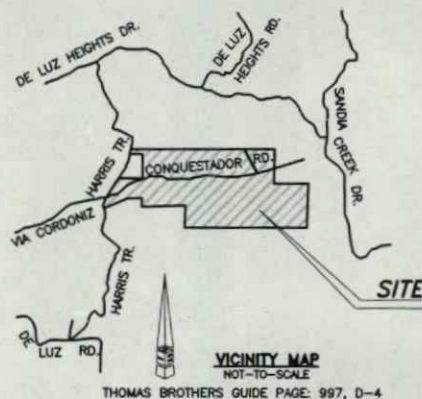 DE LUZ HEIGHTS DR.
DE LUZ
HEIGHTS RD.
SANDIA CREEK DR.
HARRIS TR.
CONQUESTADOR RD.
VIA CORDONIZ
HARRIS TR.
SITE
DE LUZ RD.
VICINITY MAP
NOT-TO-SCALE
THOMAS BROTHERS GUIDE PAGE: 997, D-4